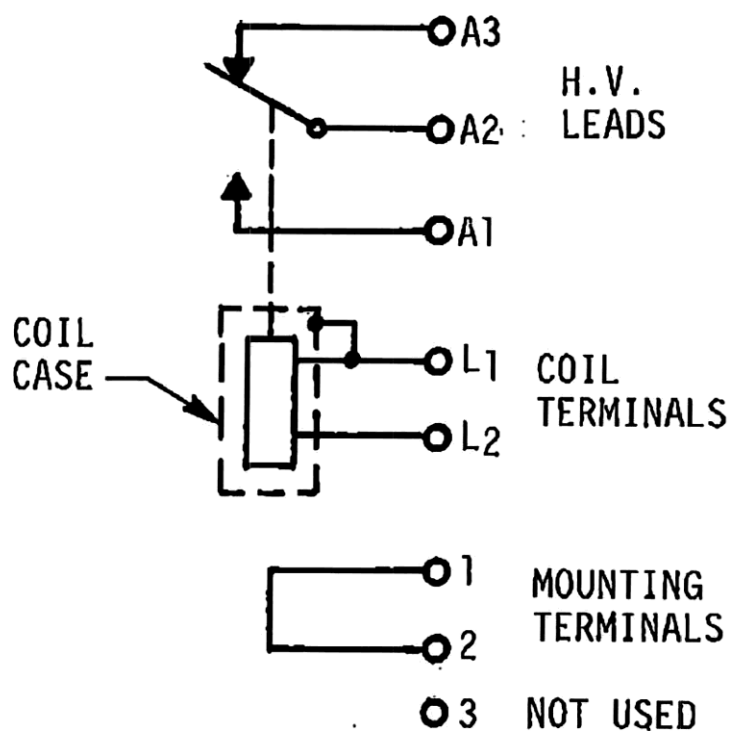 A3
H.V.
LEADS
A2
A1
COIL
CASE
L1
COIL
TERMINALS
L2
1
MOUNTING
TERMINALS
2
3 NOT USED